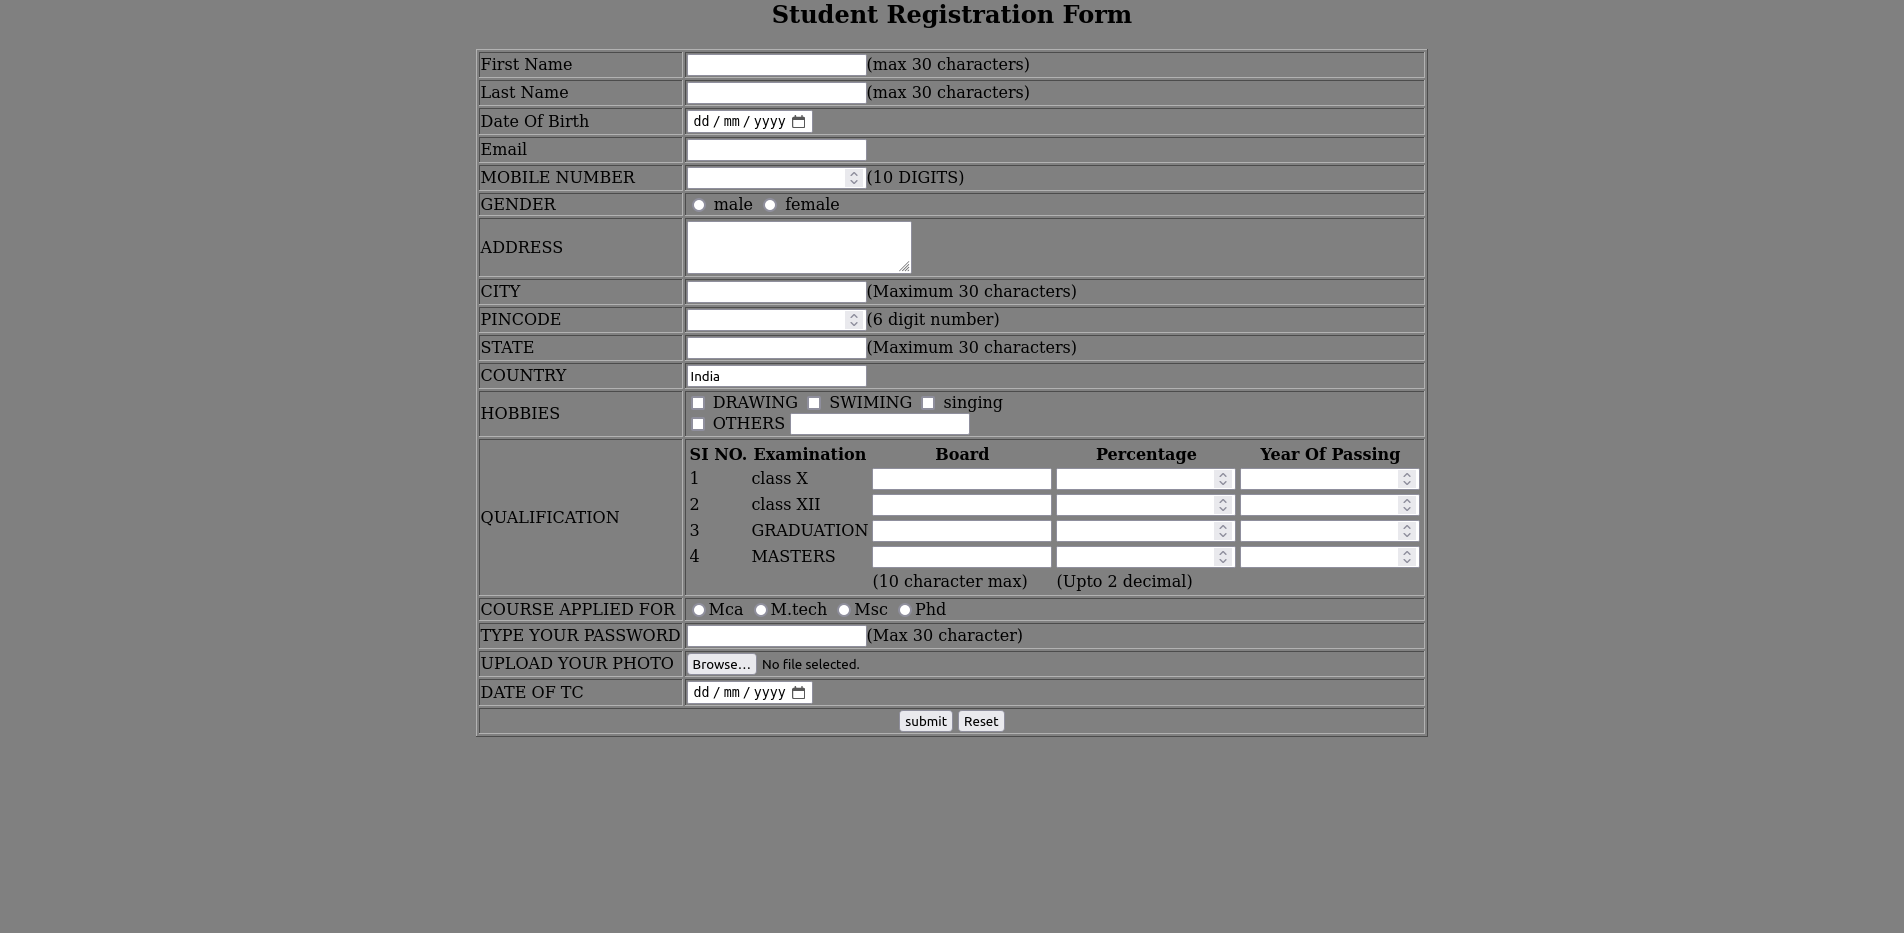 Student Registration Form
First Name (max 30 characters)
Last Name (max 30 characters)
Date Of Birth dd / mm / yyyy
Email
MOBILE NUMBER (10 DIGITS)
GENDER male female
ADDRESS
CITY (Maximum 30 characters)
PINCODE (6 digit number)
STATE (Maximum 30 characters)
COUNTRY India
HOBBIES DRAWING SWIMING singing
OTHERS
QUALIFICATION
SI NO. Examination Board Percentage Year Of Passing
1 class X
2 class XII
3 GRADUATION
4 MASTERS
(10 character max) (Upto 2 decimal)
COURSE APPLIED FOR Mca M.tech Msc Phd
TYPE YOUR PASSWORD (Max 30 character)
UPLOAD YOUR PHOTO Browse... No file selected.
DATE OF TC dd / mm / yyyy
submit Reset